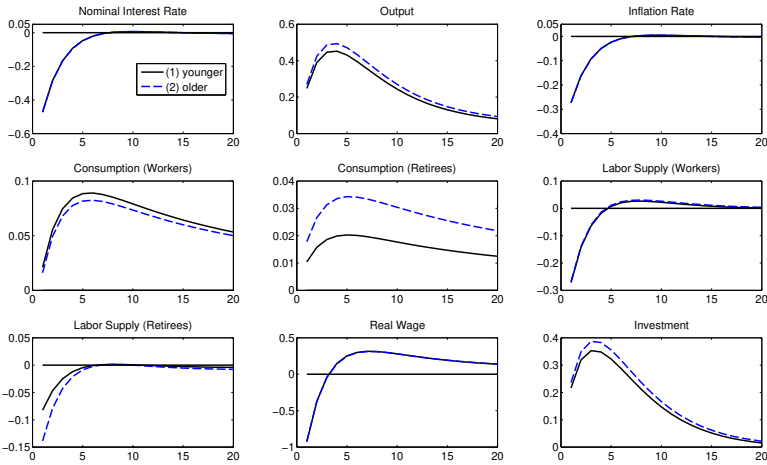 Nominal Interest Rate
0.05
0
−0.2
−0.4
−0.6
0 5 10 15 20
(1) younger
(2) older
Output
0.6
0.4
0.2
0
0 5 10 15 20
Inflation Rate
0.05
0
−0.1
−0.2
−0.3
−0.4
0 5 10 15 20
Consumption (Workers)
0.1
0.05
0
0 5 10 15 20
Consumption (Retirees)
0.04
0.03
0.02
0.01
0
0 5 10 15 20
Labor Supply (Workers)
0.1
0
−0.1
−0.2
−0.3
0 5 10 15 20
Labor Supply (Retirees)
0.05
0
−0.05
−0.1
−0.15
0 5 10 15 20
Real Wage
0.5
0
−0.5
−1
0 5 10 15 20
Investment
0.4
0.3
0.2
0.1
0
0 5 10 15 20